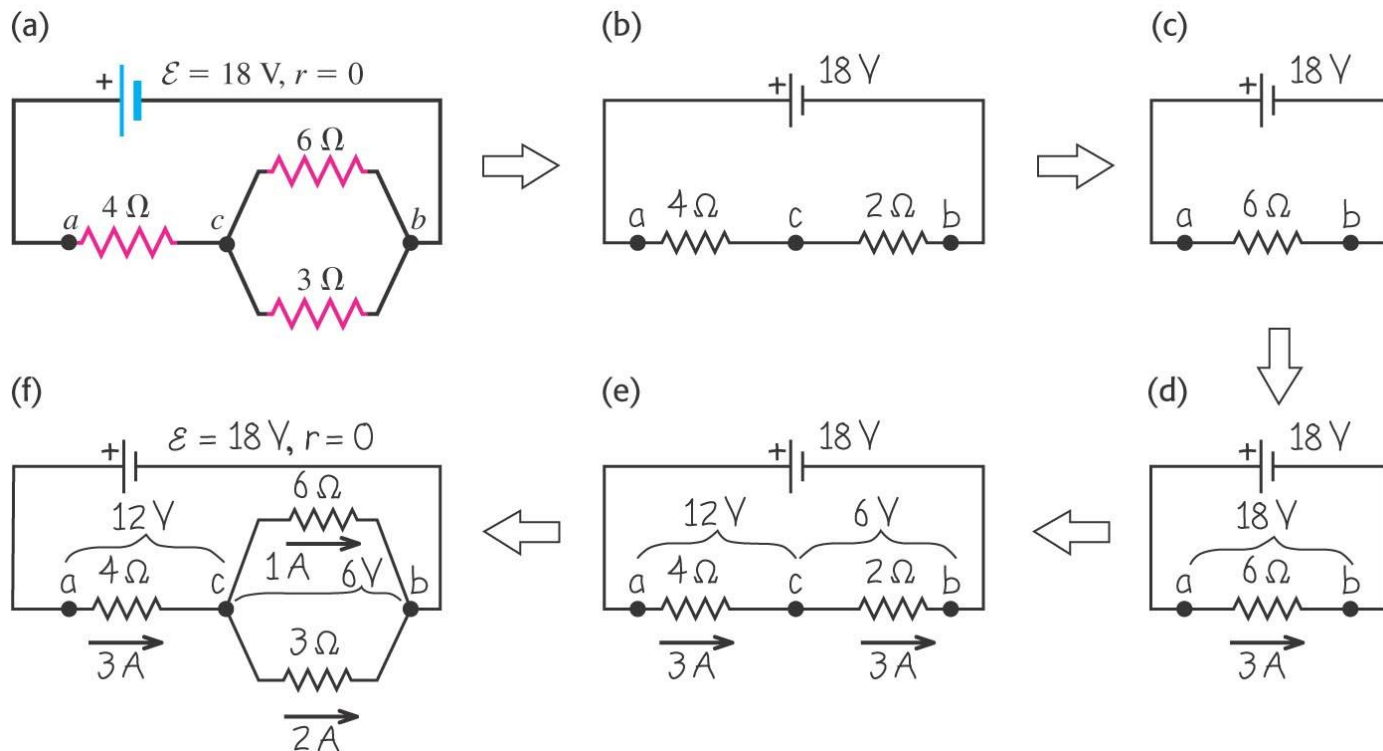 (a)
+ ℰ = 18 V, r = 0
6 Ω
4 Ω
a c b
3 Ω
(b)
+ 18 V
4 Ω 2 Ω
a c b
(c)
+ 18 V
6 Ω
a b
(d)
+ 18 V
18 V
6 Ω
a b
3 A
(e)
+ 18 V
12 V 6 V
4 Ω 2 Ω
a c b
3 A 3 A
(f)
+ ℰ = 18 V, r = 0
6 Ω
12 V
1 A
6 V
a 4 Ω c b
3 Ω
3 A
2 A